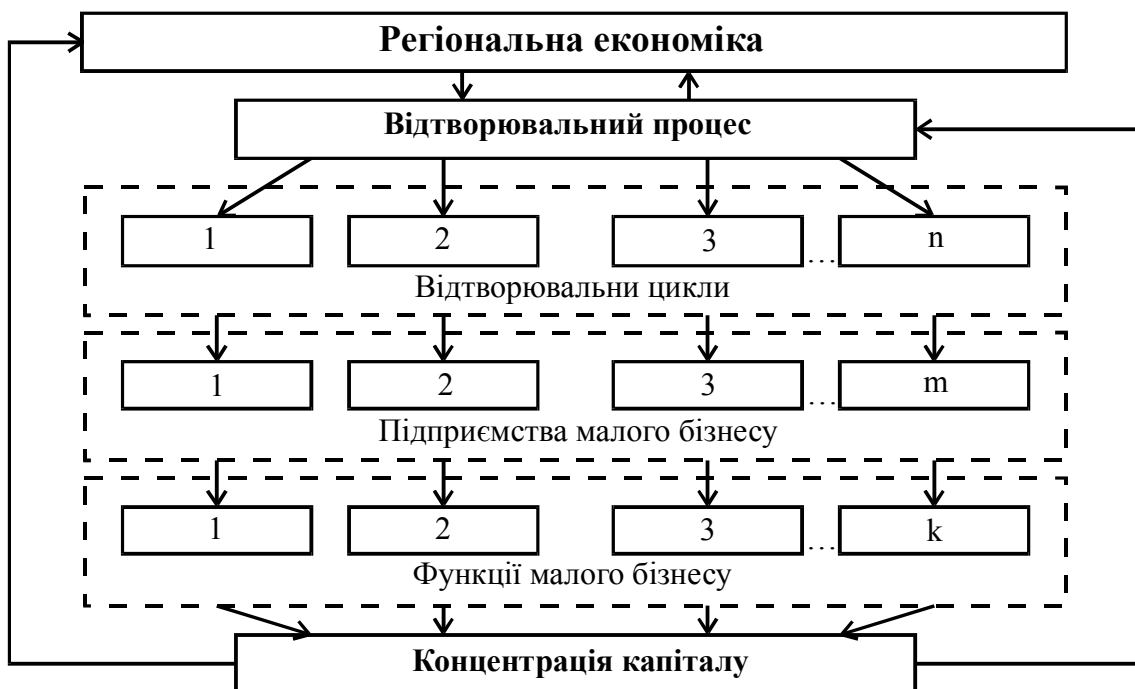 Регіональна економіка
Відтворювальний процес
1 2 3 ... n
Відтворювальни цикли
1 2 3 ... m
Підприємства малого бізнесу
1 2 3 ... k
Функції малого бізнесу
Концентрація капіталу